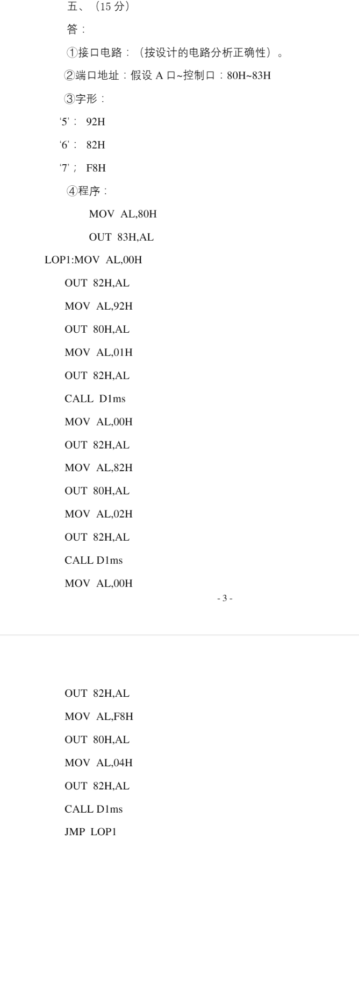 五、（15 分）
答：
①接口电路：（按设计的电路分析正确性）。
②端口地址：假设 A 口~控制口：80H~83H
③字形：
‘5’： 92H
‘6’： 82H
‘7’； F8H
④程序：
MOV AL,80H
OUT 83H,AL
LOP1:MOV AL,00H
OUT 82H,AL
MOV AL,92H
OUT 80H,AL
MOV AL,01H
OUT 82H,AL
CALL D1ms
MOV AL,00H
OUT 82H,AL
MOV AL,82H
OUT 80H,AL
MOV AL,02H
OUT 82H,AL
CALL D1ms
MOV AL,00H
- 3 -
OUT 82H,AL
MOV AL,F8H
OUT 80H,AL
MOV AL,04H
OUT 82H,AL
CALL D1ms
JMP LOP1